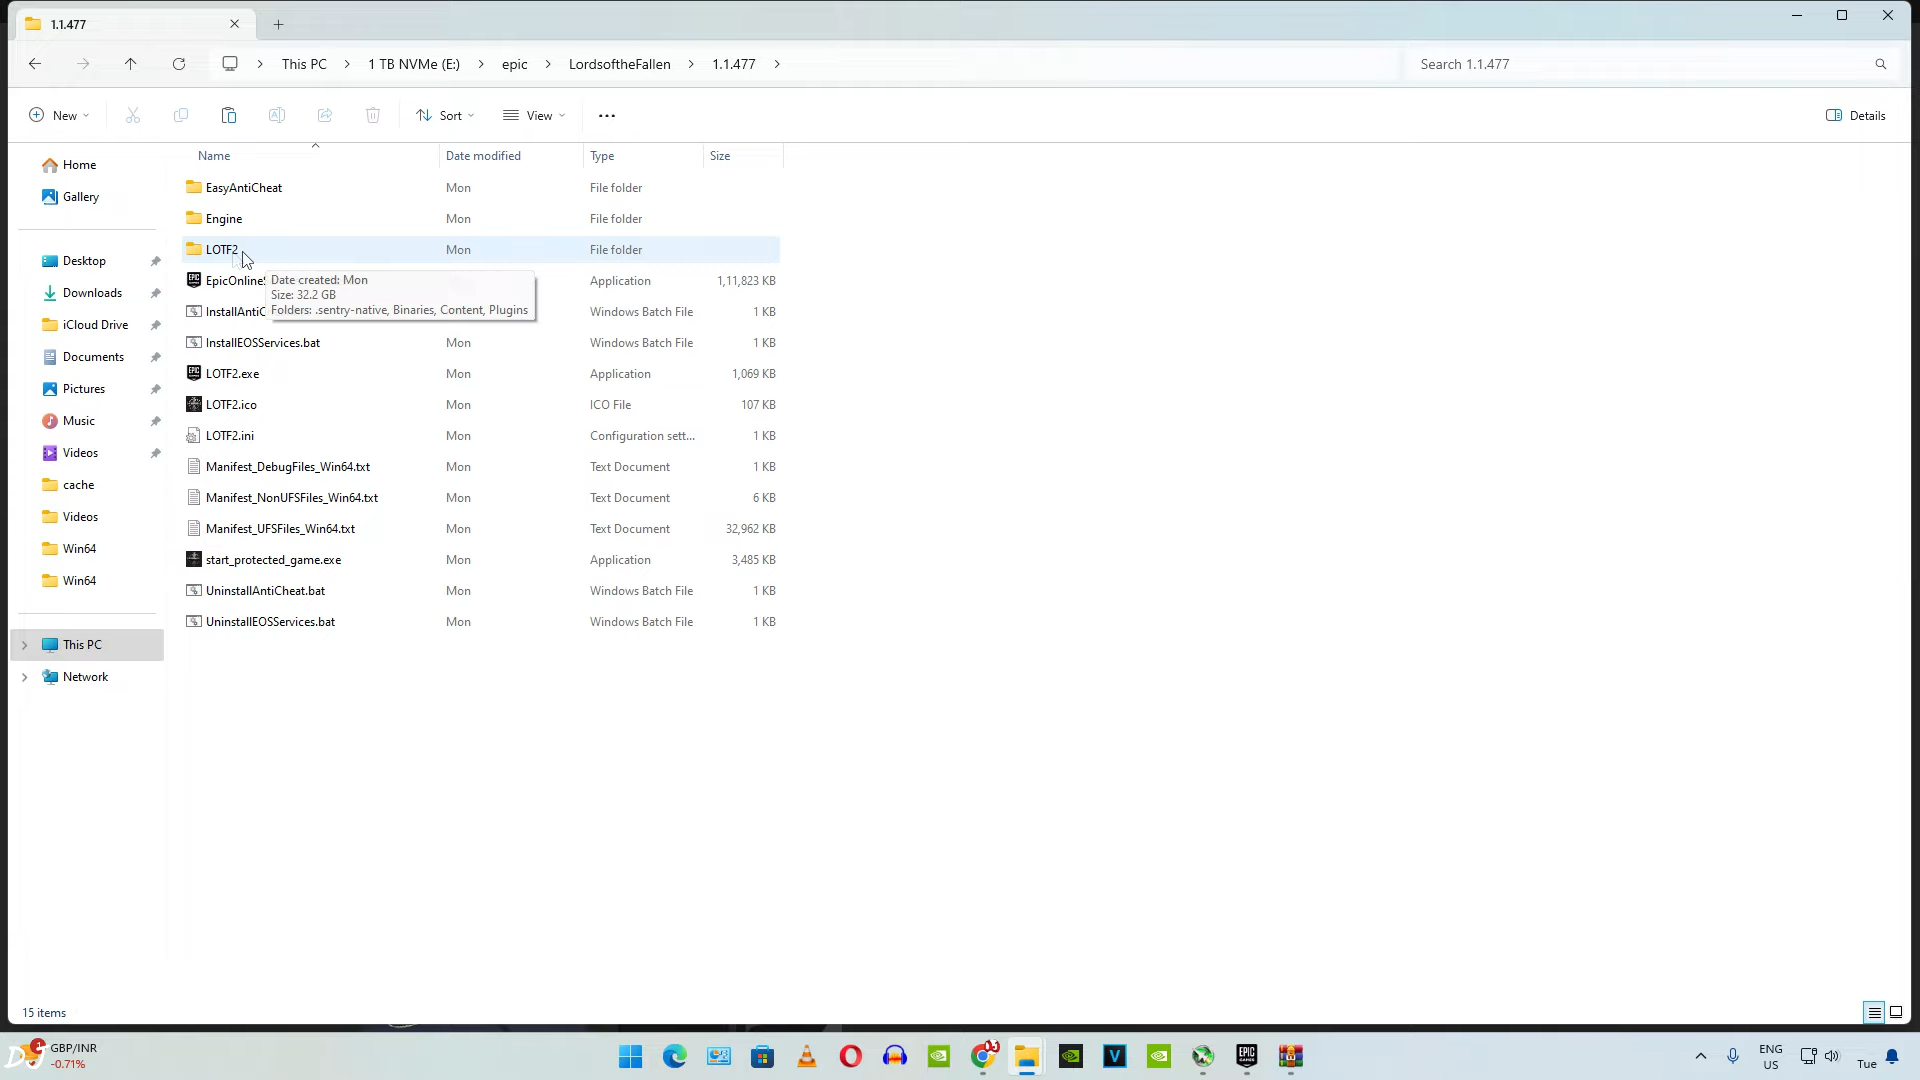 1.1.477
This PC
1 TB NVMe (E:)
epic
LordsoftheFallen
1.1.477
Search 1.1.477
New
Sort
View
Details
Name
Date modified
Type
Size
Home
Gallery
Desktop
Downloads
iCloud Drive
Documents
Pictures
Music
Videos
cache
Videos
Win64
Win64
This PC
Network
EasyAntiCheat Mon File folder
Engine Mon File folder
LOTF2 Mon File folder
EpicOnlineS Application 1,11,823 KB
InstallAntiC Windows Batch File 1 KB
Date created: Mon
Size: 32.2 GB
Folders: .sentry-native, Binaries, Content, Plugins
InstallEOSServices.bat Mon Windows Batch File 1 KB
LOTF2.exe Mon Application 1,069 KB
LOTF2.ico Mon ICO File 107 KB
LOTF2.ini Mon Configuration sett... 1 KB
Manifest_DebugFiles_Win64.txt Mon Text Document 1 KB
Manifest_NonUFSFiles_Win64.txt Mon Text Document 6 KB
Manifest_UFSFiles_Win64.txt Mon Text Document 32,962 KB
start_protected_game.exe Mon Application 3,485 KB
UninstallAntiCheat.bat Mon Windows Batch File 1 KB
UninstallEOSServices.bat Mon Windows Batch File 1 KB
15 items
GBP/INR
-0.71%
ENG
US
Tue